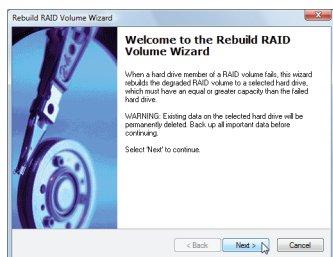 Rebuild RAID Volume Wizard
Welcome to the Rebuild RAID
Volume Wizard
When a hard drive member of a RAID volume fails, this wizard
rebuilds the degraded RAID volume to a selected hard drive,
which must have an equal or greater capacity than the failed
hard drive.
WARNING: Existing data on the selected hard drive will be
permanently deleted. Back up all important data before
continuing.
Select 'Next' to continue.
< Back
Next >
Cancel